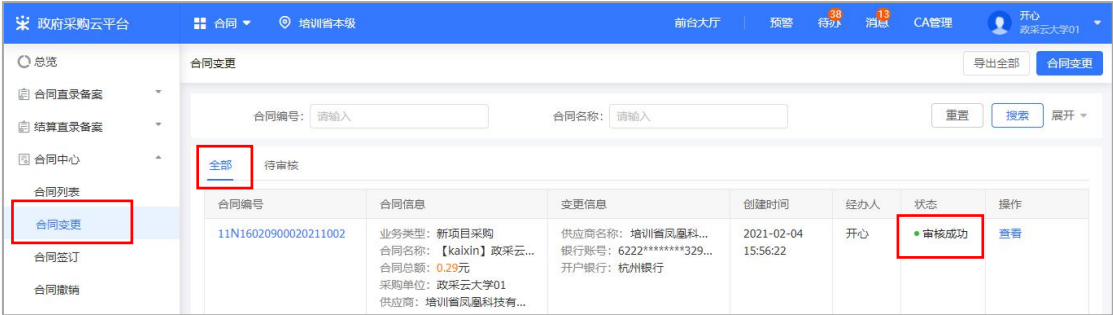 政府采购云平台 合同 培训省本级 前台大厅 预警 待办 38 消息 13 CA管理 开心
政采云大学01
总览
合同直录备案
结算直录备案
合同中心
合同列表
合同变更
合同签订
合同撤销
合同变更 导出全部 合同变更
合同编号： 请输入 合同名称： 请输入 重置 搜索 展开
全部 待审核
合同编号 合同信息 变更信息 创建时间 经办人 状态 操作
11N16020900020211002
业务类型：新项目采购
合同名称：【kaixin】政采云...
合同总额：0.29元
采购单位：政采云大学01
供应商：培训省凤凰科技有...
供应商名称：培训省凤凰科...
银行账号：6222********329...
开户银行：杭州银行
2021-02-04
15:56:22
开心
审核成功
查看